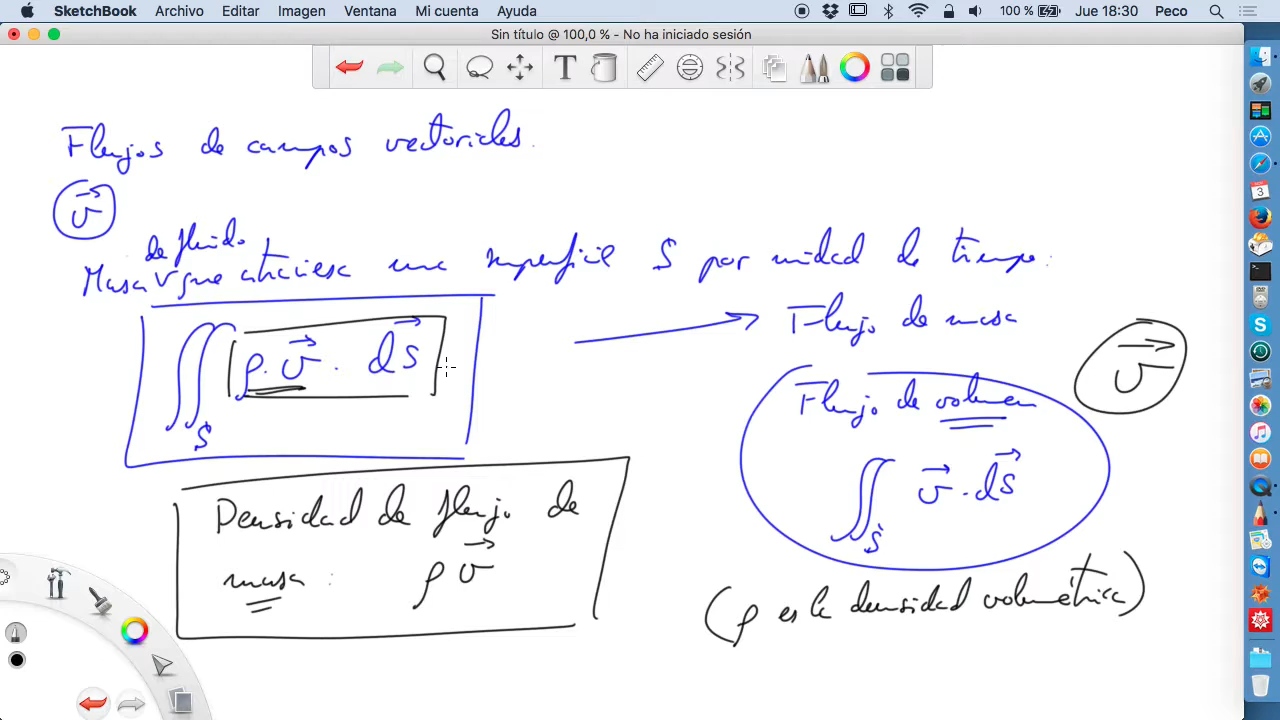 SketchBook Archivo Editar Imagen Ventana Mi cuenta Ayuda 100 % Jue 18:30 Peco
Sin título @ 100,0 % - No ha iniciado sesión
Flujos de campos vectoriales.
v⃗
de fluido
Masa que atraviesa una superficie S por unidad de tiempo:
∬_S ρ·v⃗ · dS⃗
Flujo de masa
v⃗
Flujo de volumen
∬_S v⃗ · dS⃗
Densidad de flujo de
masa : ρ v⃗
(ρ es la densidad volumétrica)